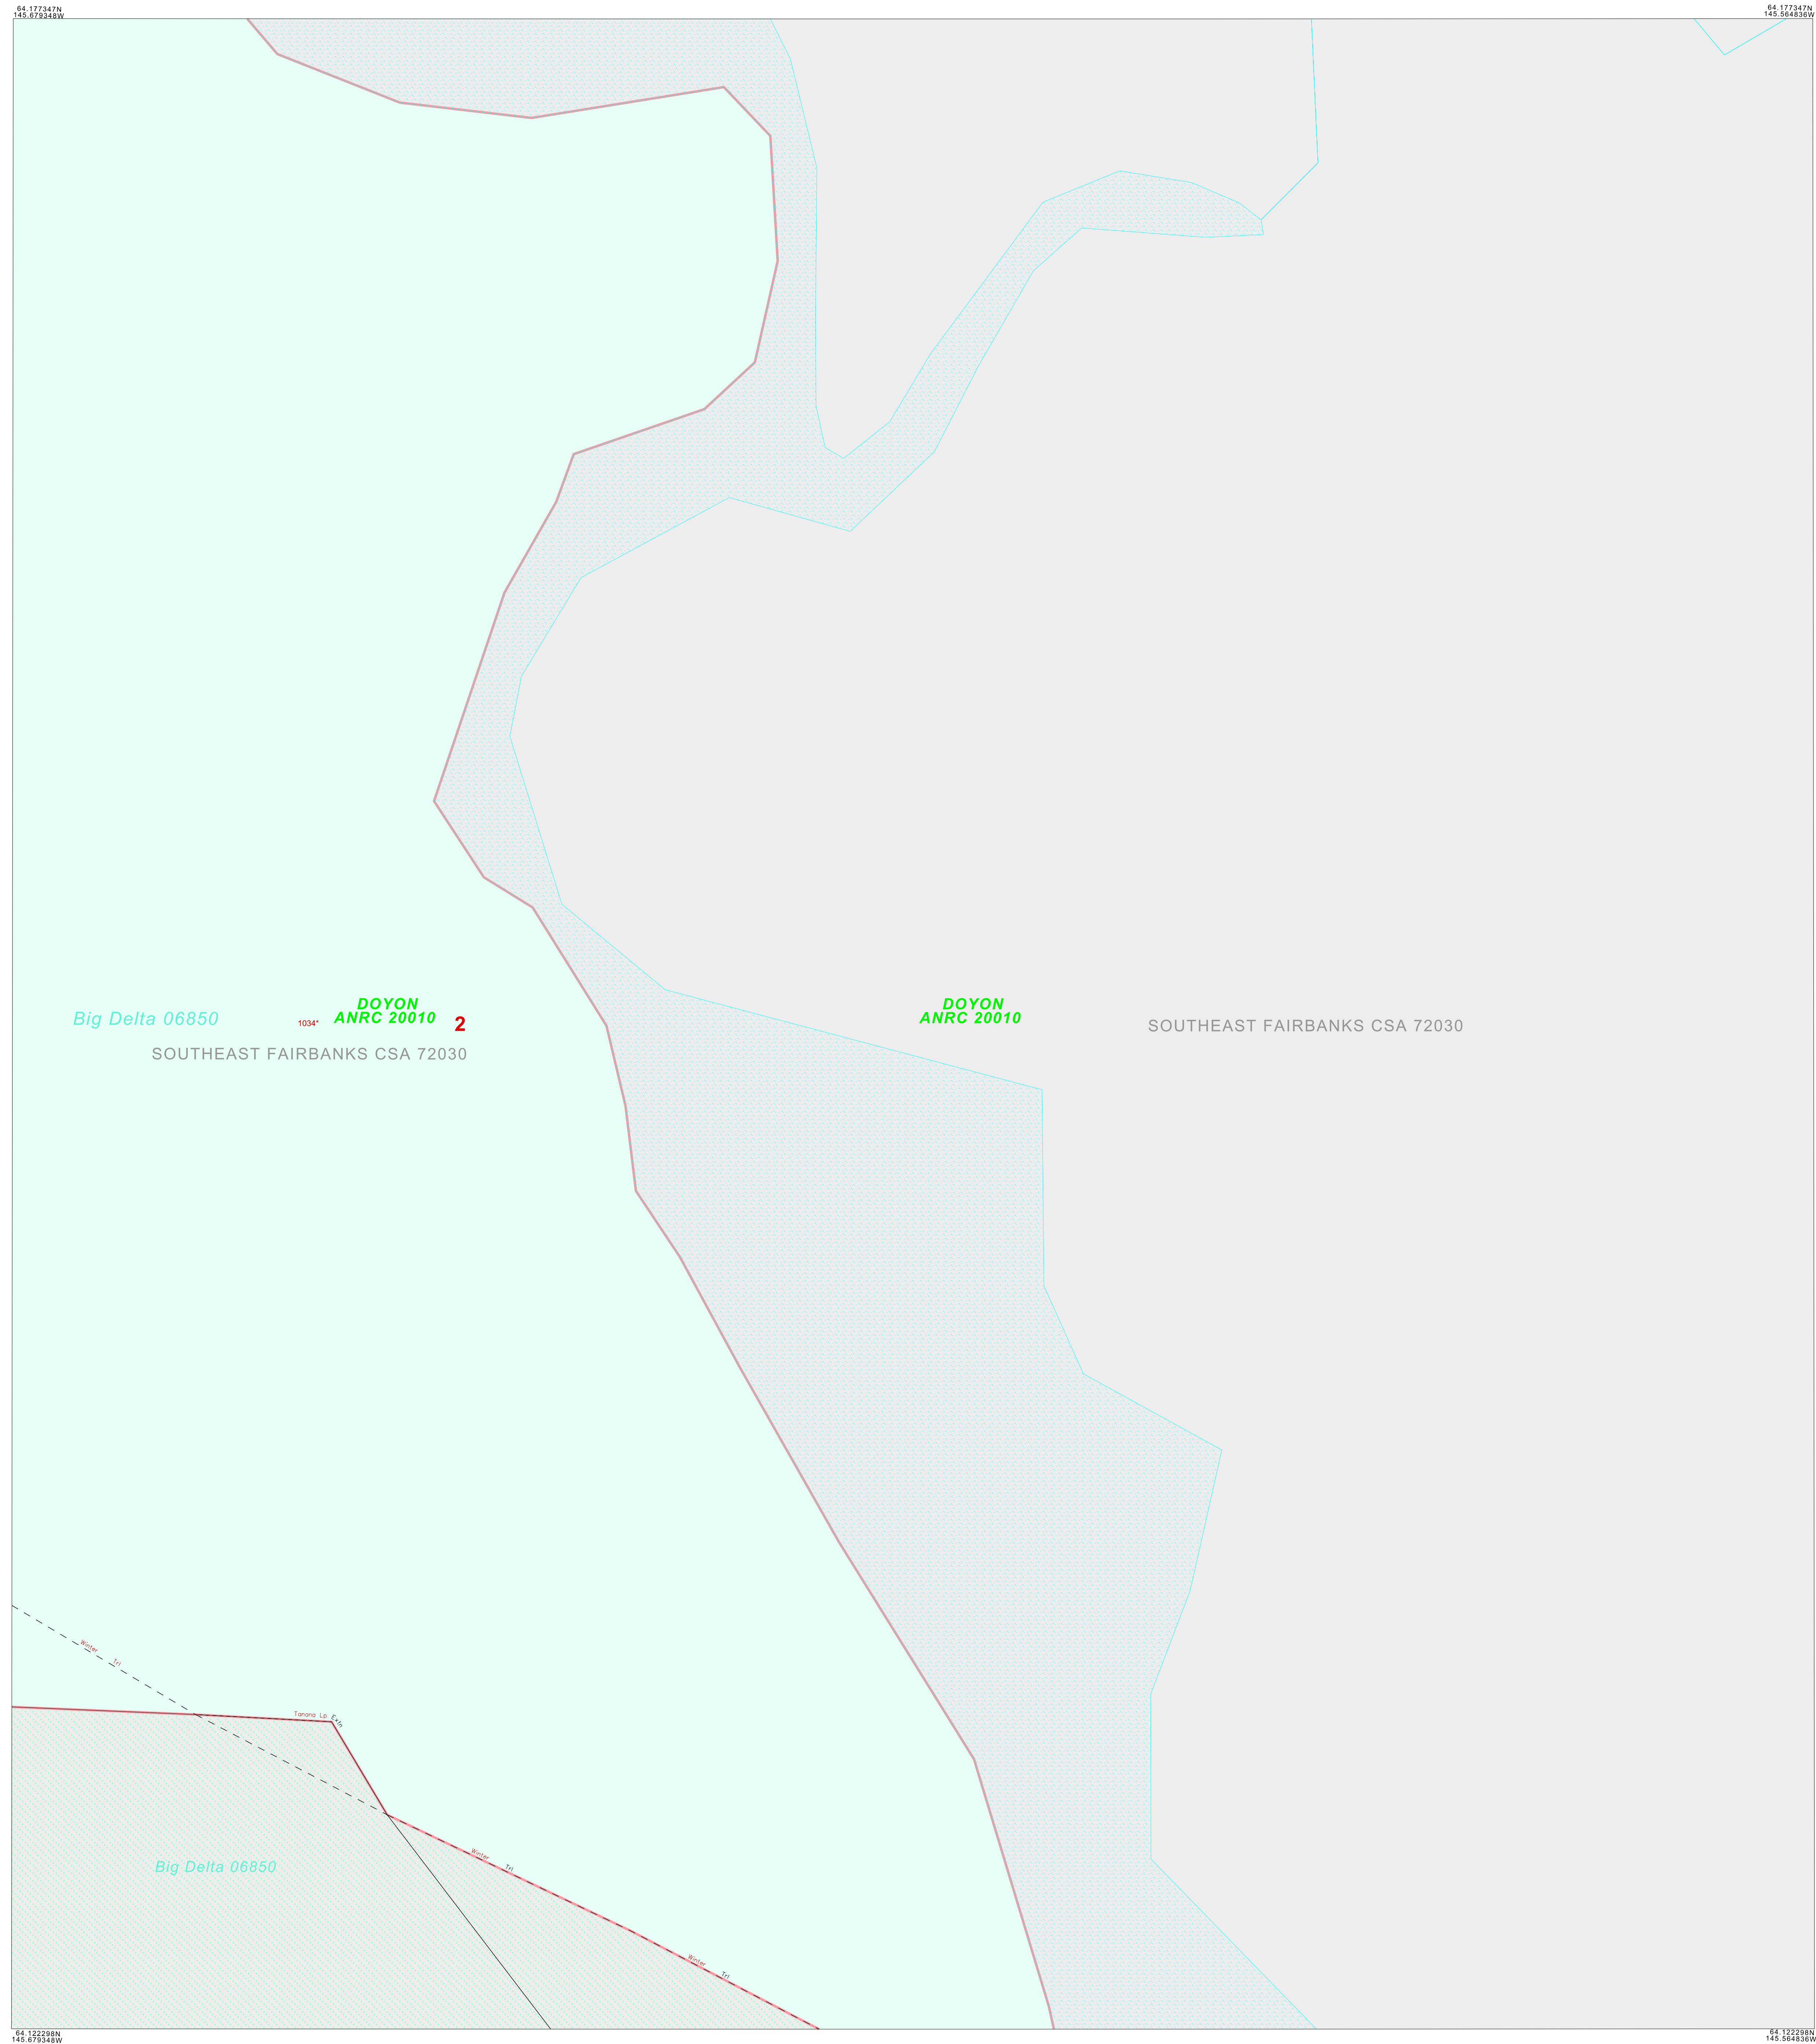 64.177347N
145.679348W
64.177347N
145.564836W
DOYON
ANRC 20010
DOYON
ANRC 20010
Big Delta 06850
1034*
2
SOUTHEAST FAIRBANKS CSA 72030
SOUTHEAST FAIRBANKS CSA 72030
Winter Trl
Tanana Lp Extn
Winter Trl
Big Delta 06850
Winter Trl
64.122298N
145.679348W
64.122298N
145.564836W